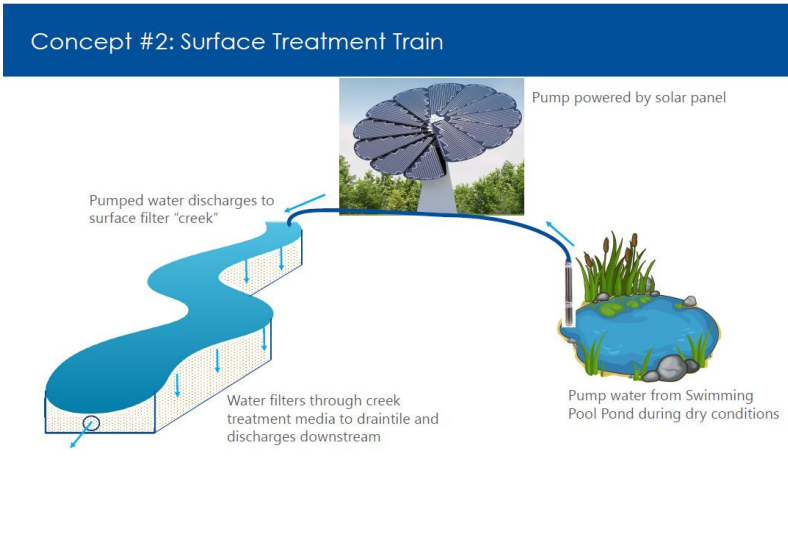 Concept #2: Surface Treatment Train
Pump powered by solar panel
Pumped water discharges to
surface filter “creek”
Water filters through creek
treatment media to draintile and
discharges downstream
Pump water from Swimming
Pool Pond during dry conditions